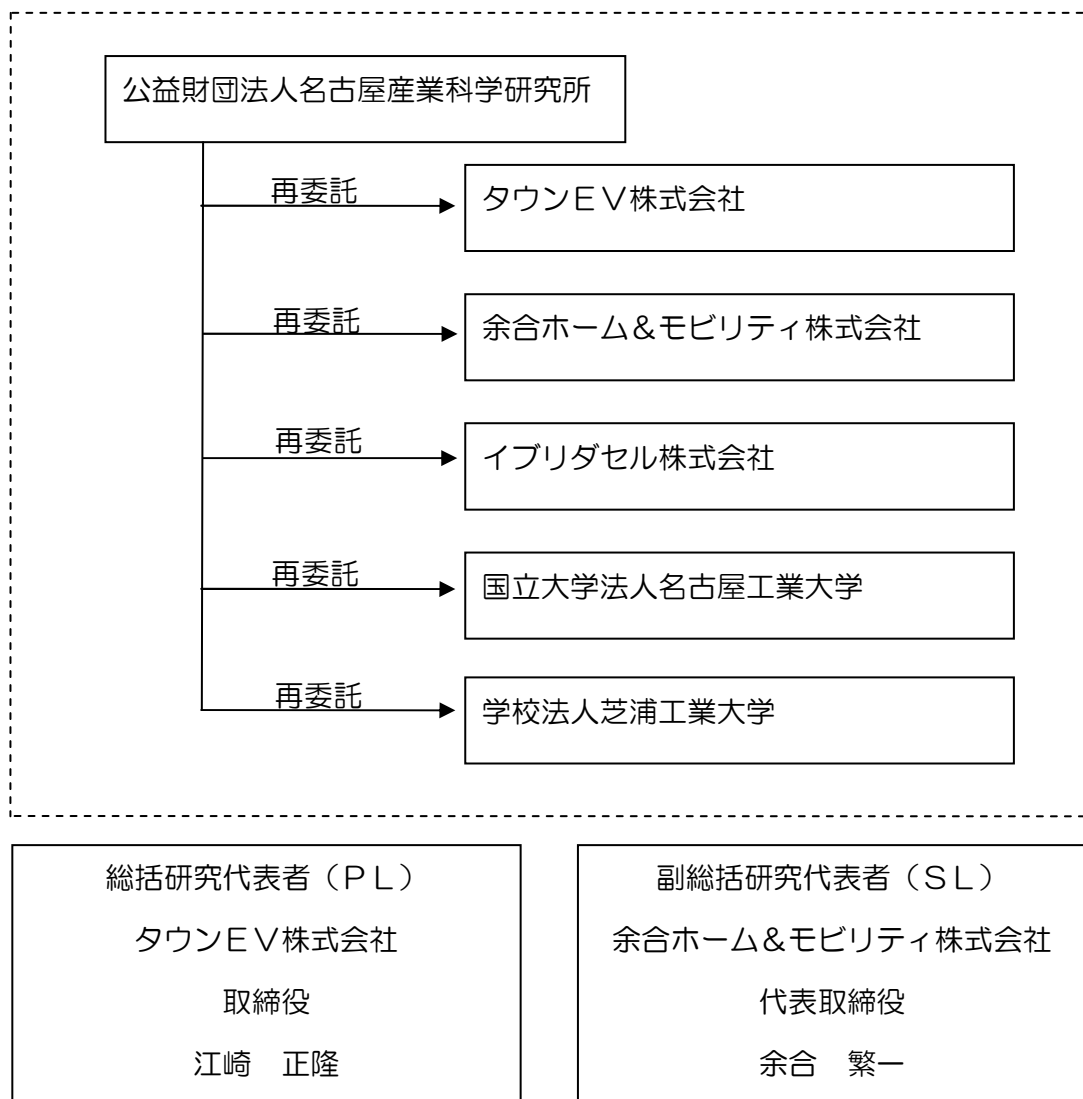 公益財団法人名古屋産業科学研究所
再委託
タウンＥＶ株式会社
再委託
余合ホーム＆モビリティ株式会社
再委託
イブリダセル株式会社
再委託
国立大学法人名古屋工業大学
再委託
学校法人芝浦工業大学
総括研究代表者（ＰＬ）
タウンＥＶ株式会社
取締役
江崎　正隆
副総括研究代表者（ＳＬ）
余合ホーム＆モビリティ株式会社
代表取締役
余合　繁一